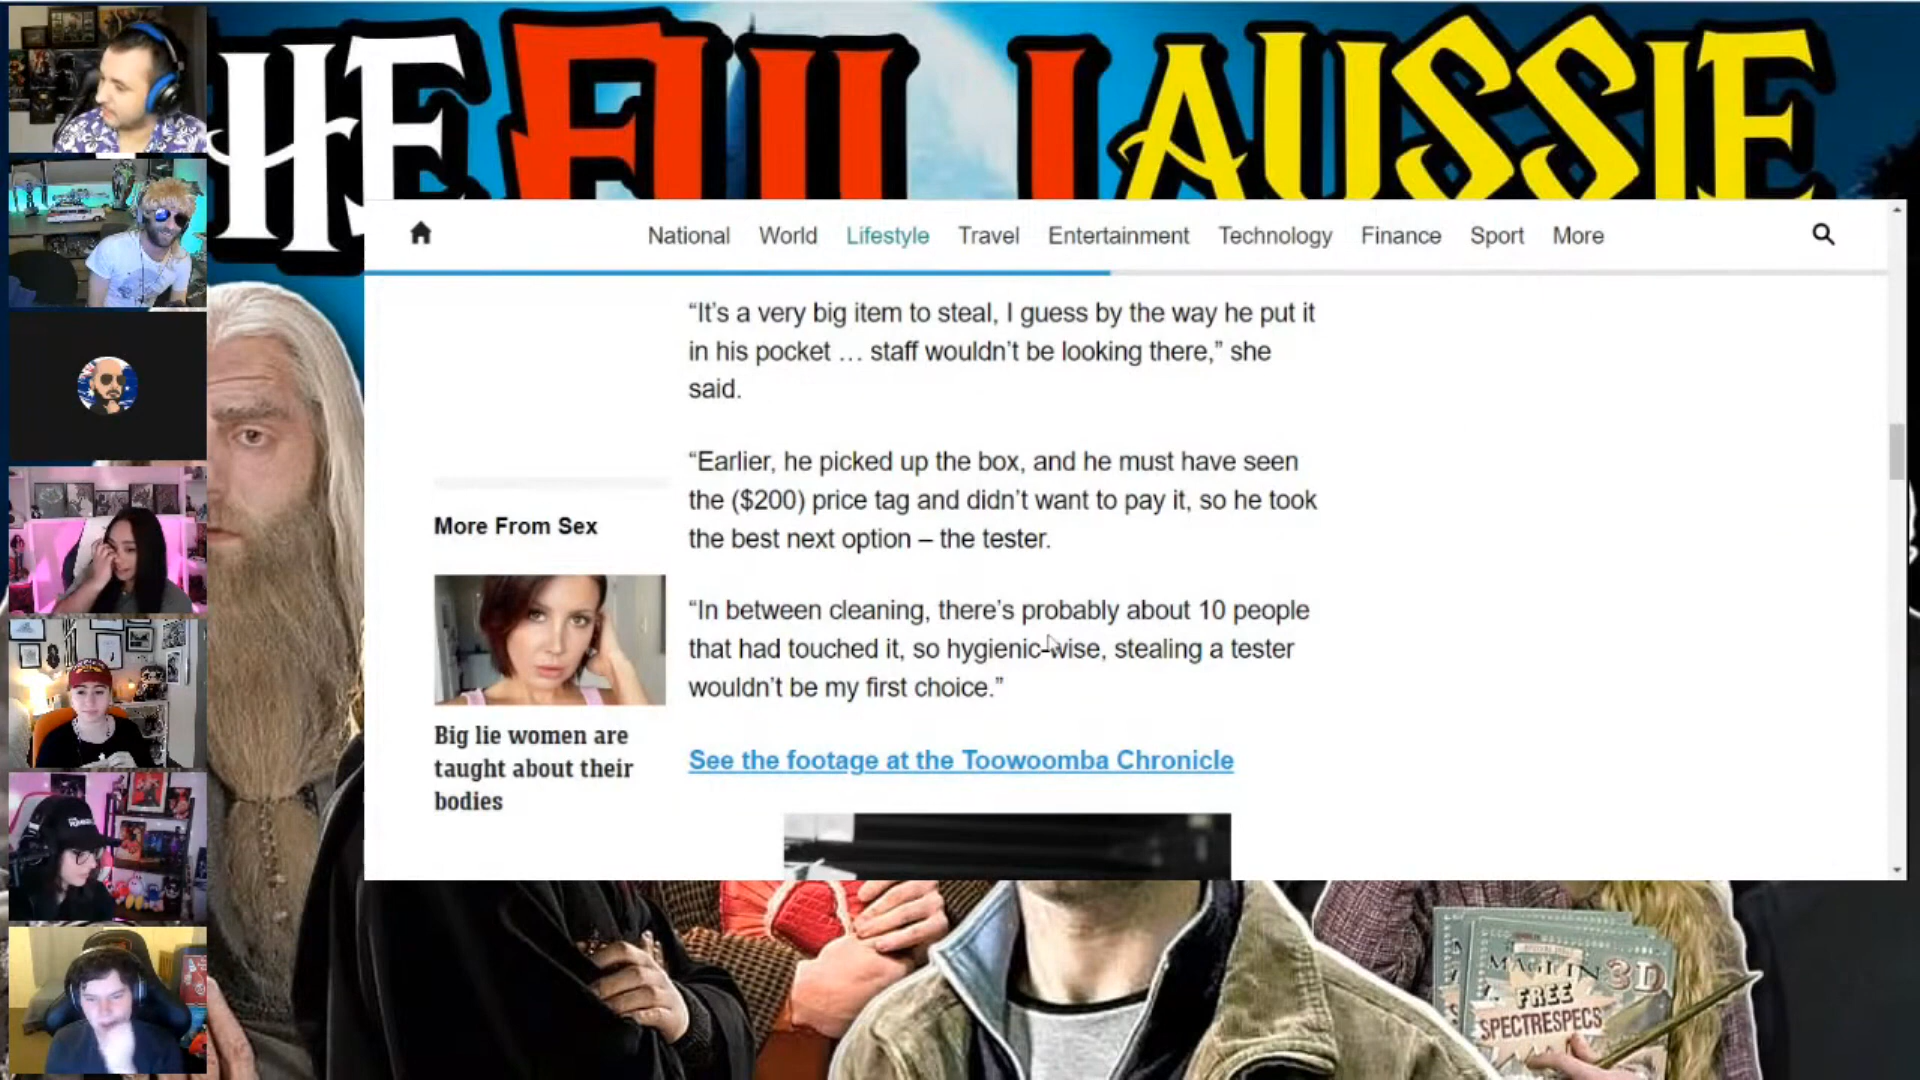 HE EVIL AUSSIE
National World Lifestyle Travel Entertainment Technology Finance Sport More
“It’s a very big item to steal, I guess by the way he put it
in his pocket … staff wouldn’t be looking there,” she
said.
“Earlier, he picked up the box, and he must have seen
the ($200) price tag and didn’t want to pay it, so he took
the best next option – the tester.
“In between cleaning, there’s probably about 10 people
that had touched it, so hygienic-wise, stealing a tester
wouldn’t be my first choice.”
See the footage at the Toowoomba Chronicle
More From Sex
Big lie women are
taught about their
bodies
3D
FREE
SPECTRESPECS